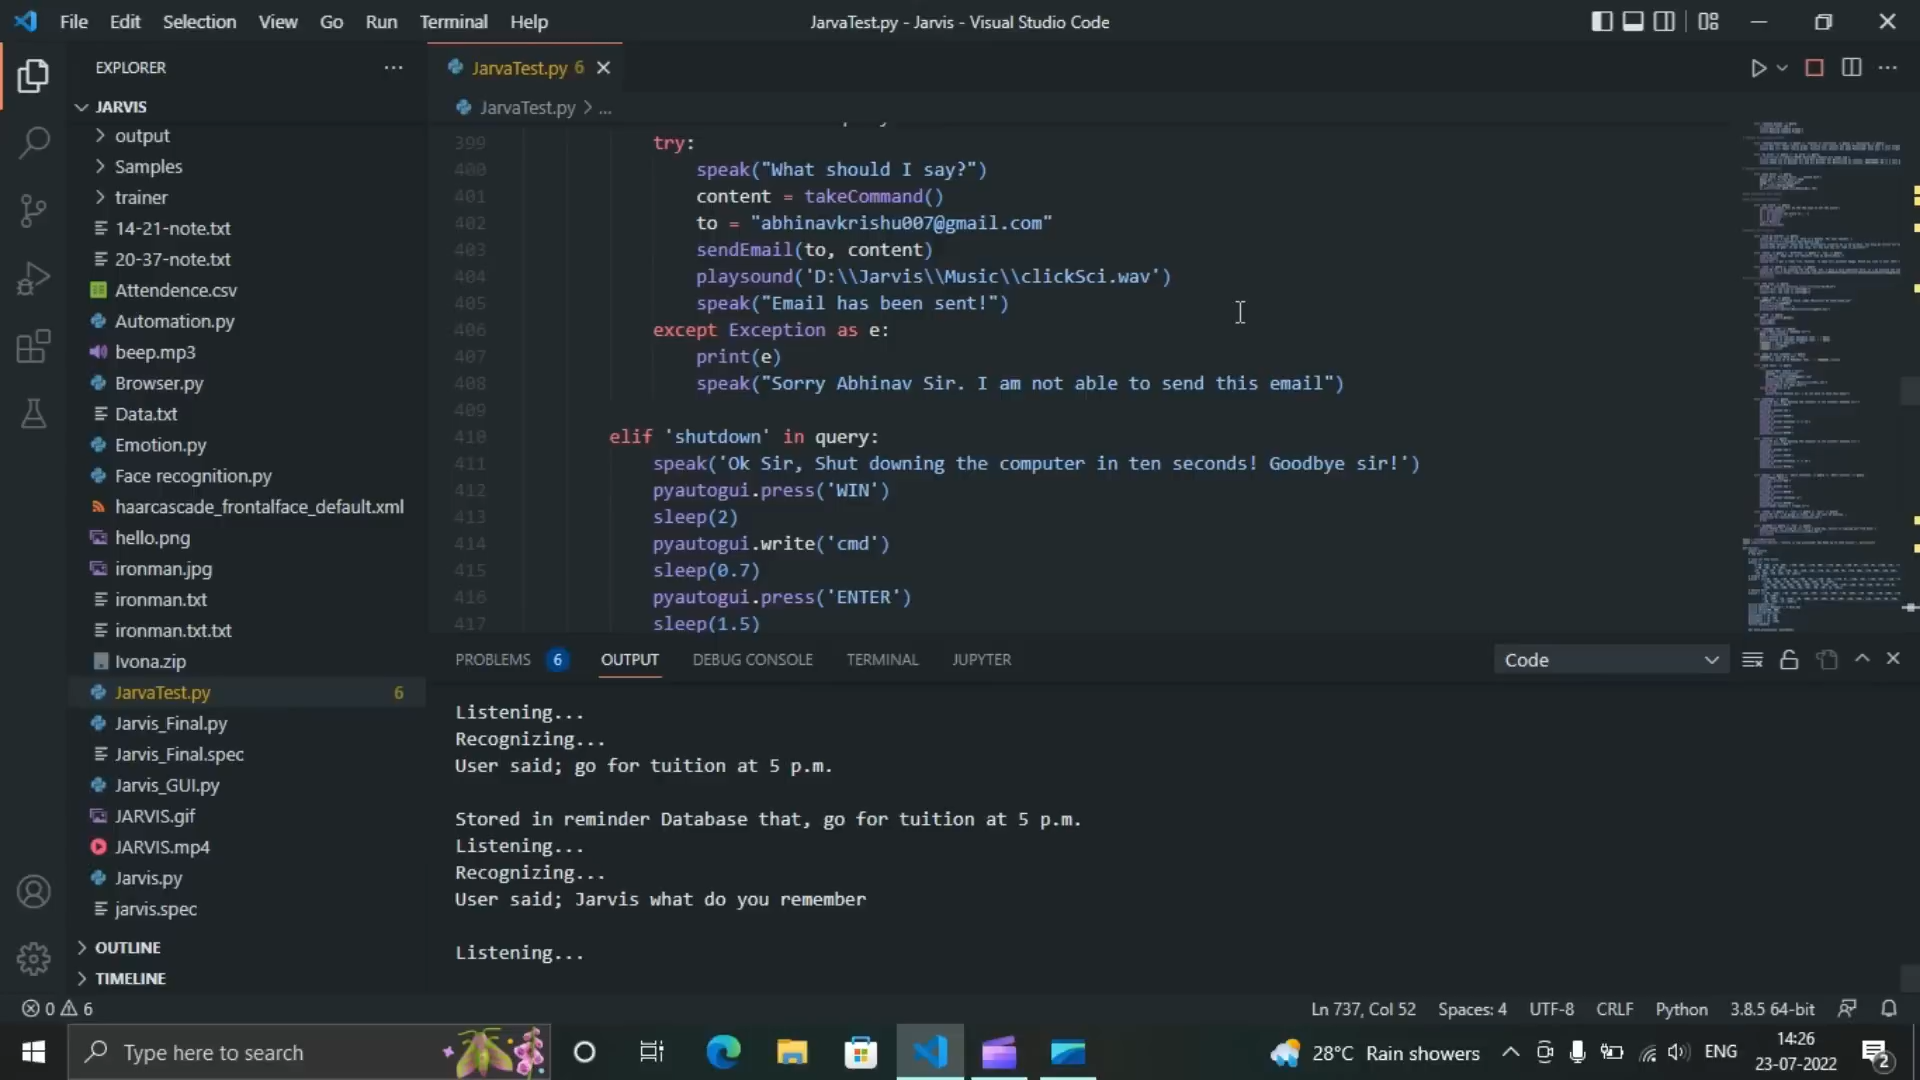 File Edit Selection View Go Run Terminal Help
JarvaTest.py - Jarvis - Visual Studio Code
EXPLORER
JARVIS
output
Samples
trainer
14-21-note.txt
20-37-note.txt
Attendence.csv
Automation.py
beep.mp3
Browser.py
Data.txt
Emotion.py
Face recognition.py
haarcascade_frontalface_default.xml
hello.png
ironman.jpg
ironman.txt
ironman.txt.txt
Ivona.zip
JarvaTest.py 6
Jarvis_Final.py
Jarvis_Final.spec
Jarvis_GUI.py
JARVIS.gif
JARVIS.mp4
Jarvis.py
jarvis.spec
OUTLINE
TIMELINE
JarvaTest.py 6
JarvaTest.py > ...
399 try:
400 speak("What should I say?")
401 content = takeCommand()
402 to = "abhinavkrishu007@gmail.com"
403 sendEmail(to, content)
404 playsound('D:\\Jarvis\\Music\\clickSci.wav')
405 speak("Email has been sent!")
406 except Exception as e:
407 print(e)
408 speak("Sorry Abhinav Sir. I am not able to send this email")
409
410 elif 'shutdown' in query:
411 speak('Ok Sir, Shut downing the computer in ten seconds! Goodbye sir!')
412 pyautogui.press('WIN')
413 sleep(2)
414 pyautogui.write('cmd')
415 sleep(0.7)
416 pyautogui.press('ENTER')
417 sleep(1.5)
PROBLEMS 6 OUTPUT DEBUG CONSOLE TERMINAL JUPYTER
Code
Listening...
Recognizing...
User said; go for tuition at 5 p.m.
Stored in reminder Database that, go for tuition at 5 p.m.
Listening...
Recognizing...
User said; Jarvis what do you remember
Listening...
0 6
Ln 737, Col 52 Spaces: 4 UTF-8 CRLF Python 3.8.5 64-bit
Type here to search
28°C Rain showers
ENG
14:26
23-07-2022
2